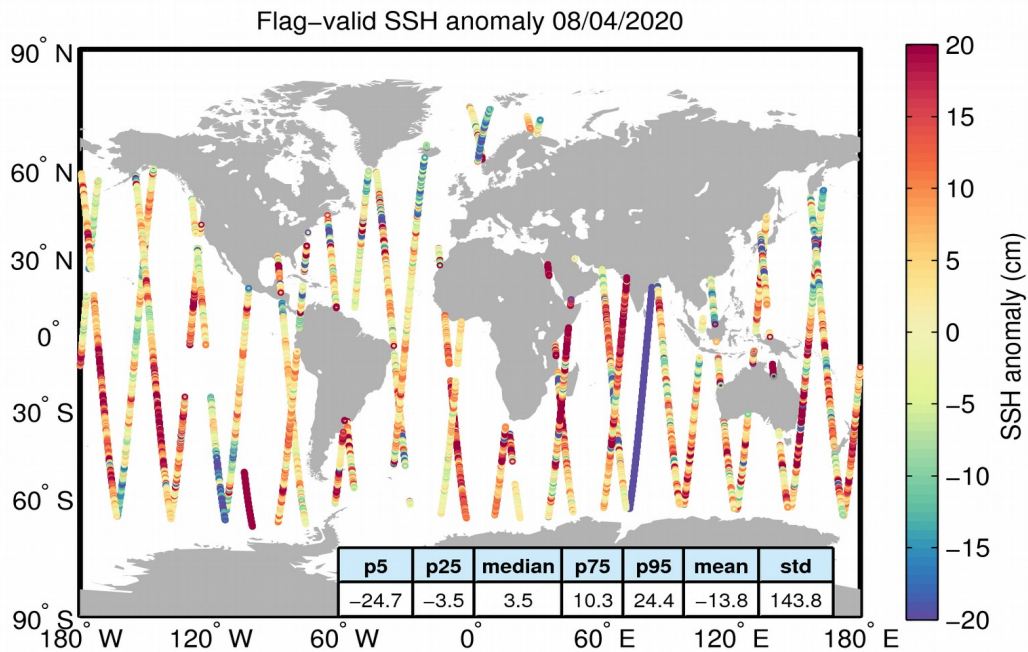 Flag−valid SSH anomaly 08/04/2020
90° N
60° N
30° N
0°
30° S
60° S
90° S
180° W 120° W 60° W 0° 60° E 120° E 180° E
p5 p25 median p75 p95 mean std
−24.7 −3.5 3.5 10.3 24.4 −13.8 143.8
20
15
10
5
0
−5
−10
−15
−20
SSH anomaly (cm)